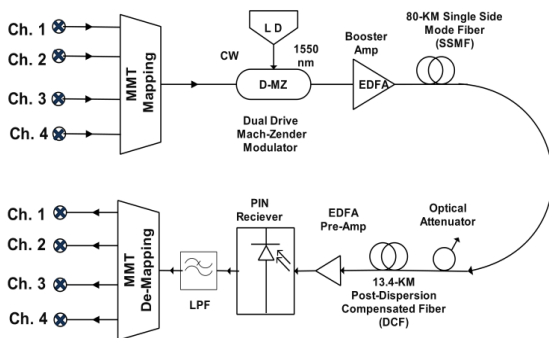 Ch. 1
Ch. 2
Ch. 3
Ch. 4
MMT
Mapping
CW
L D
1550
nm
D-MZ
Dual Drive
Mach-Zender
Modulator
Booster
Amp
EDFA
80-KM Single Side
Mode Fiber
(SSMF)
Ch. 1
Ch. 2
Ch. 3
Ch. 4
MMT
De-Mapping
LPF
PIN
Reciever
EDFA
Pre-Amp
Optical
Attenuator
13.4-KM
Post-Dispersion
Compensated Fiber
(DCF)